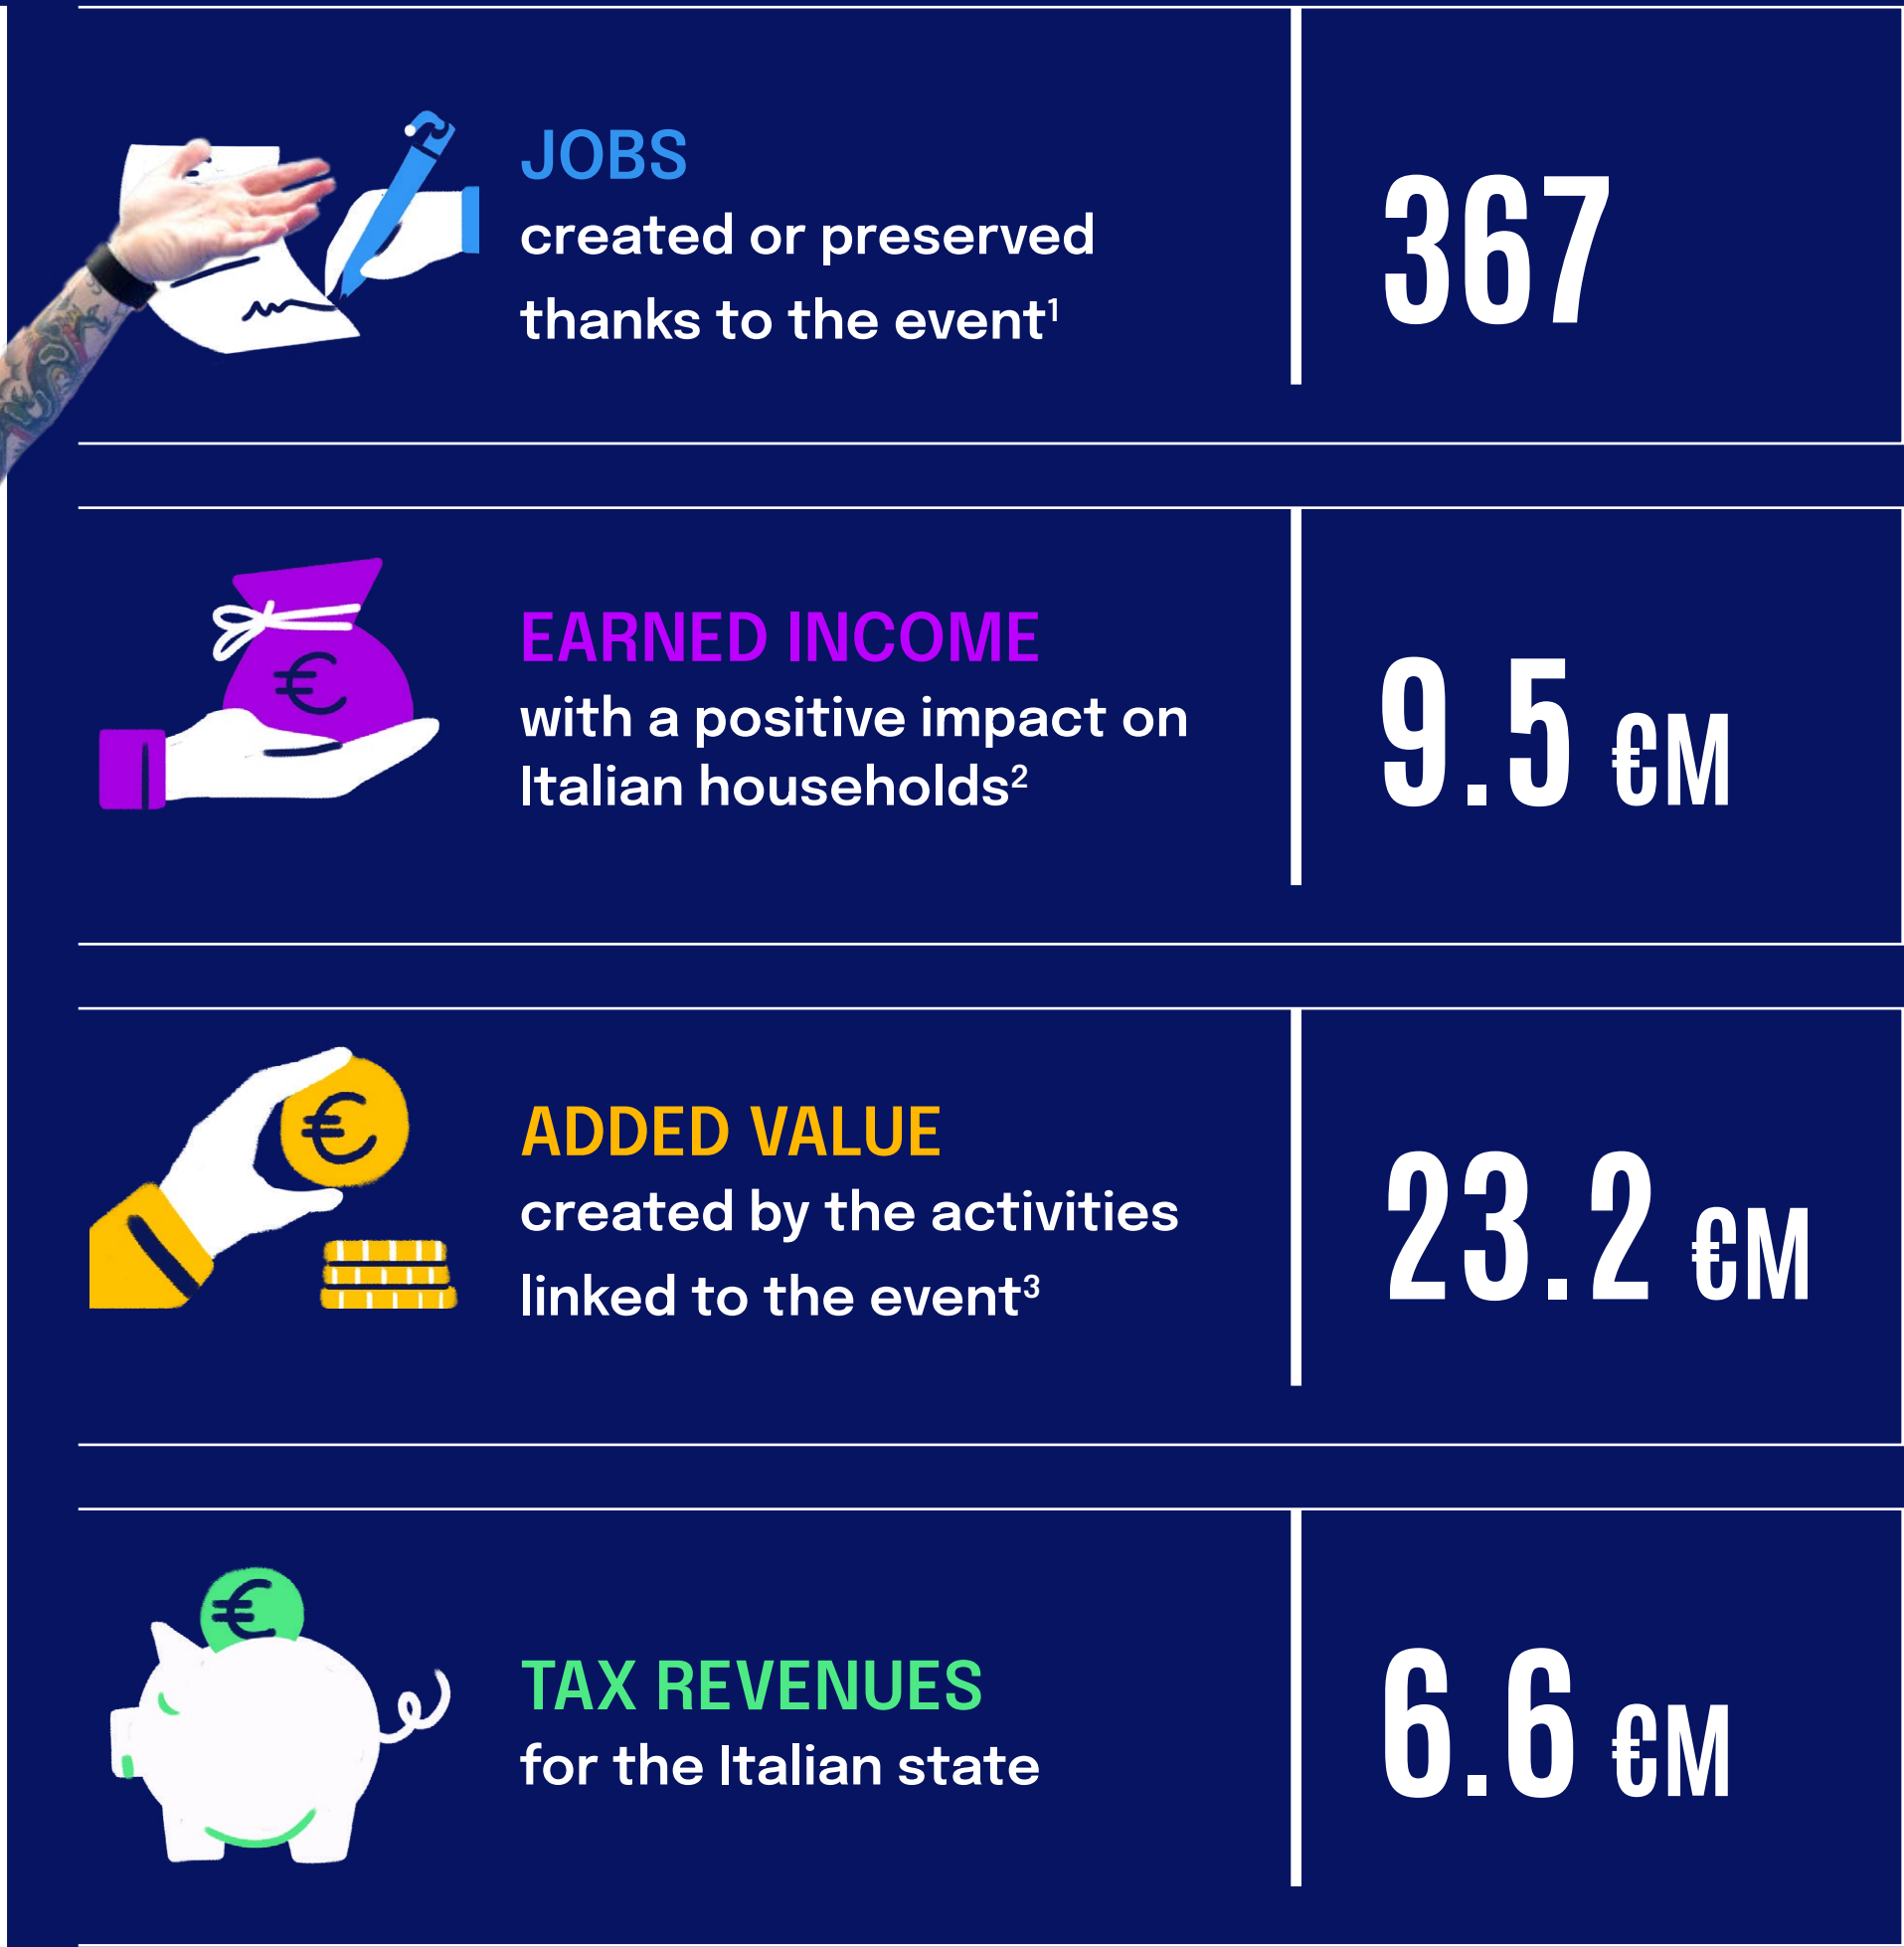 JOBS
created or preserved
thanks to the event¹
367
EARNED INCOME
with a positive impact on
Italian households²
9.5 €M
ADDED VALUE
created by the activities
linked to the event³
23.2 €M
TAX REVENUES
for the Italian state
6.6 €M